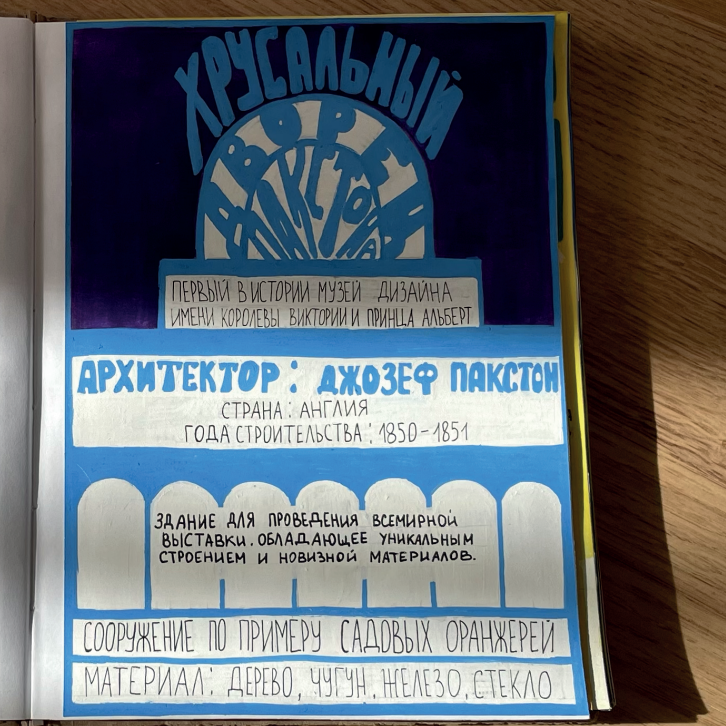 ХРУСАЛЬНЫЙ
ДВОРЕЦ
ПАКСТОНА
ПЕРВЫЙ В ИСТОРИИ МУЗЕЙ ДИЗАЙНА
ИМЕНИ КОРОЛЕВЫ ВИКТОРИИ И ПРИНЦА АЛЬБЕРТ
АРХИТЕКТОР: ДЖОЗЕФ ПАКСТОН
СТРАНА: АНГЛИЯ
ГОДА СТРОИТЕЛЬСТВА: 1850-1851
ЗДАНИЕ ДЛЯ ПРОВЕДЕНИЯ ВСЕМИРНОЙ
ВЫСТАВКИ. ОБЛАДАЮЩЕЕ УНИКАЛЬНЫМ
СТРОЕНИЕМ И НОВИЗНОЙ МАТЕРИАЛОВ.
СООРУЖЕНИЕ ПО ПРИМЕРУ САДОВЫХ ОРАНЖЕРЕЙ
МАТЕРИАЛ: ДЕРЕВО, ЧУГУН, ЖЕЛЕЗО, СТЕКЛО